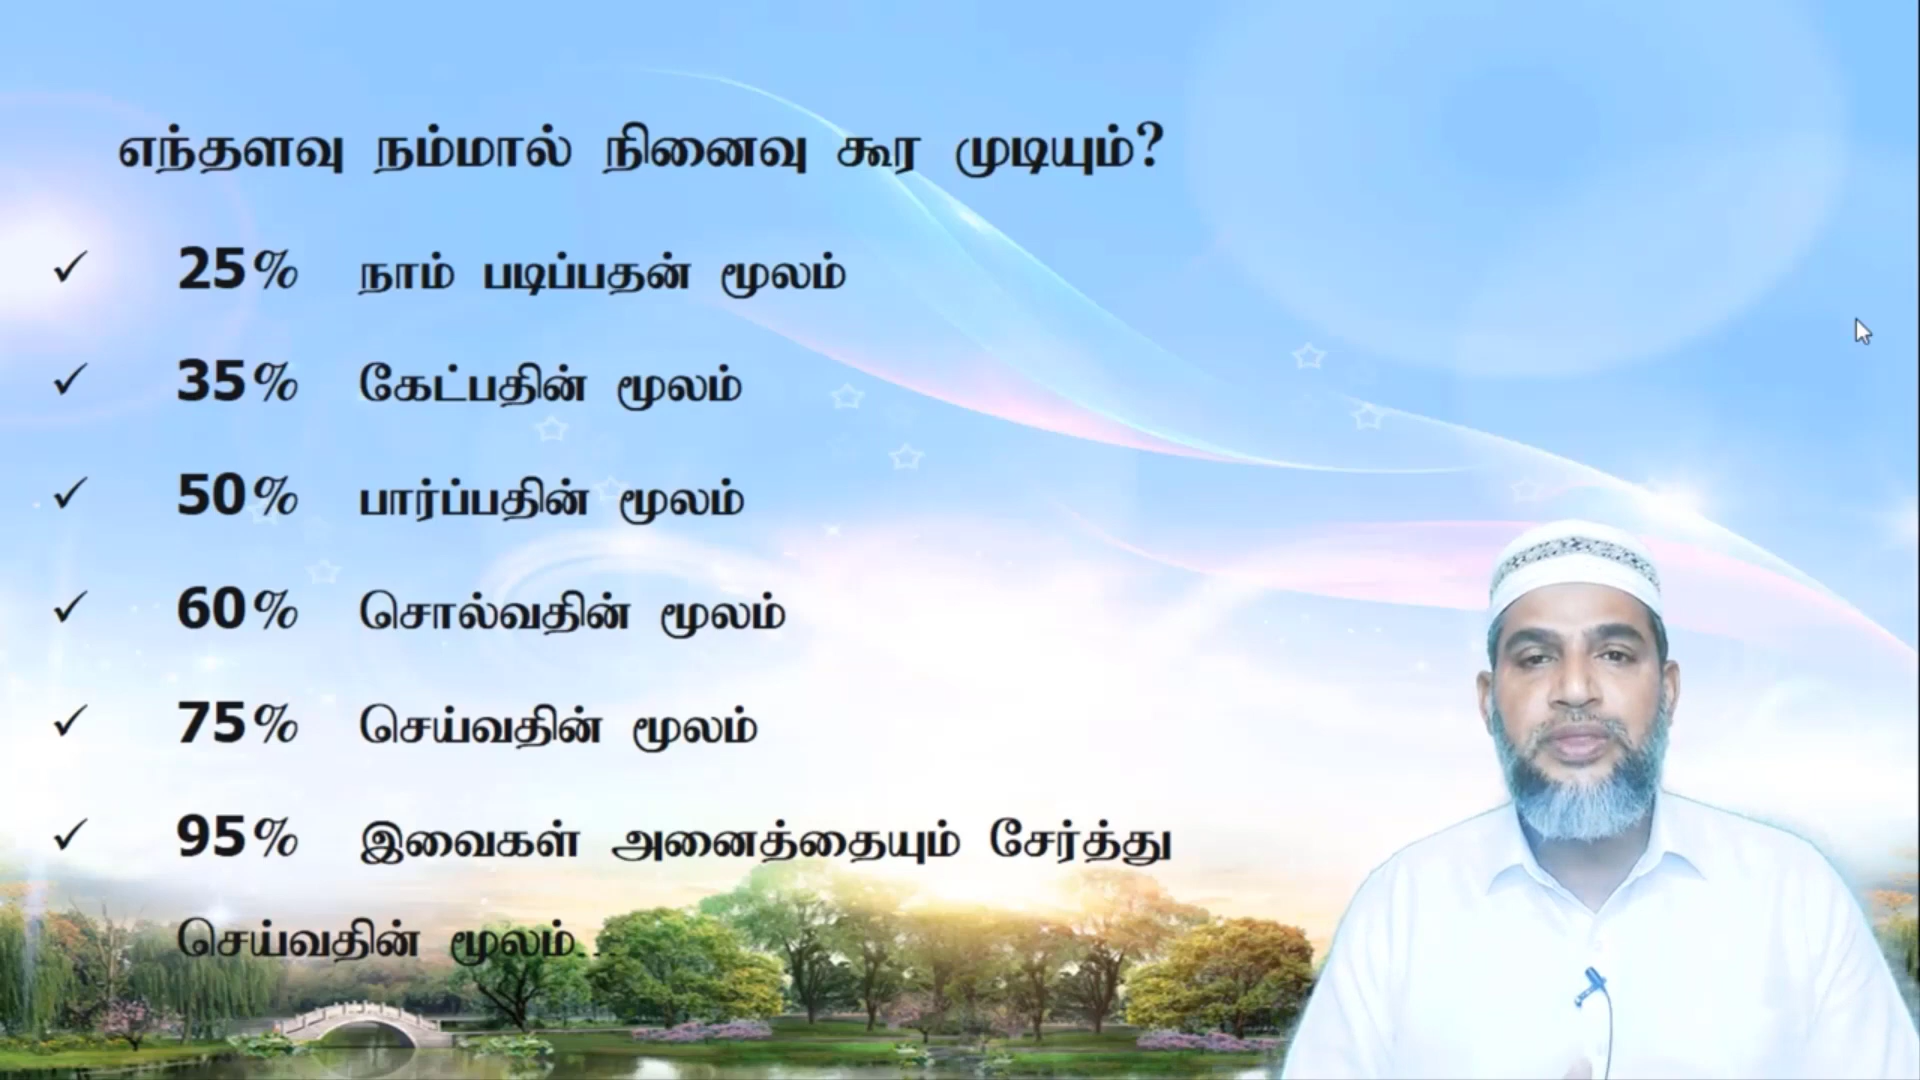 எந்தளவு நம்மால் நினைவு கூர முடியும்?
✓ 25% நாம் படிப்பதன் மூலம்
✓ 35% கேட்பதின் மூலம்
✓ 50% பார்ப்பதின் மூலம்
✓ 60% சொல்வதின் மூலம்
✓ 75% செய்வதின் மூலம்
✓ 95% இவைகள் அனைத்தையும் சேர்த்து
செய்வதின் மூலம்...